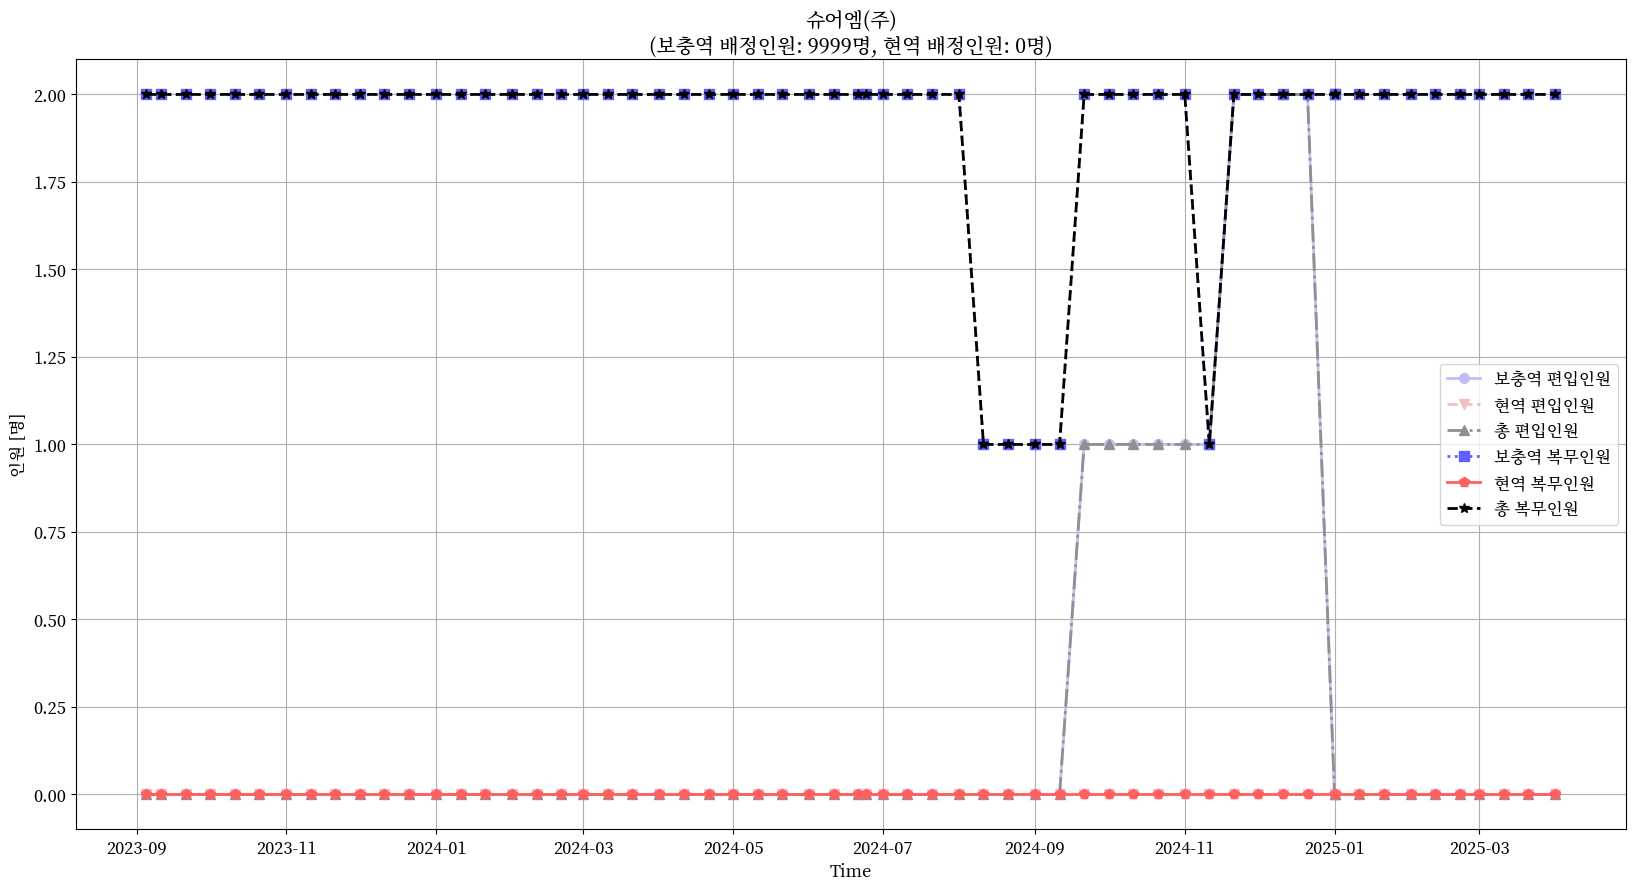 슈어엠(주)
(보충역 배정인원: 9999명, 현역 배정인원: 0명)
2.00
1.75
1.50
1.25
1.00
0.75
0.50
0.25
0.00
인원 [명]
보충역 편입인원
현역 편입인원
총 편입인원
보충역 복무인원
현역 복무인원
총 복무인원
2023-09 2023-11 2024-01 2024-03 2024-05 2024-07 2024-09 2024-11 2025-01 2025-03
Time